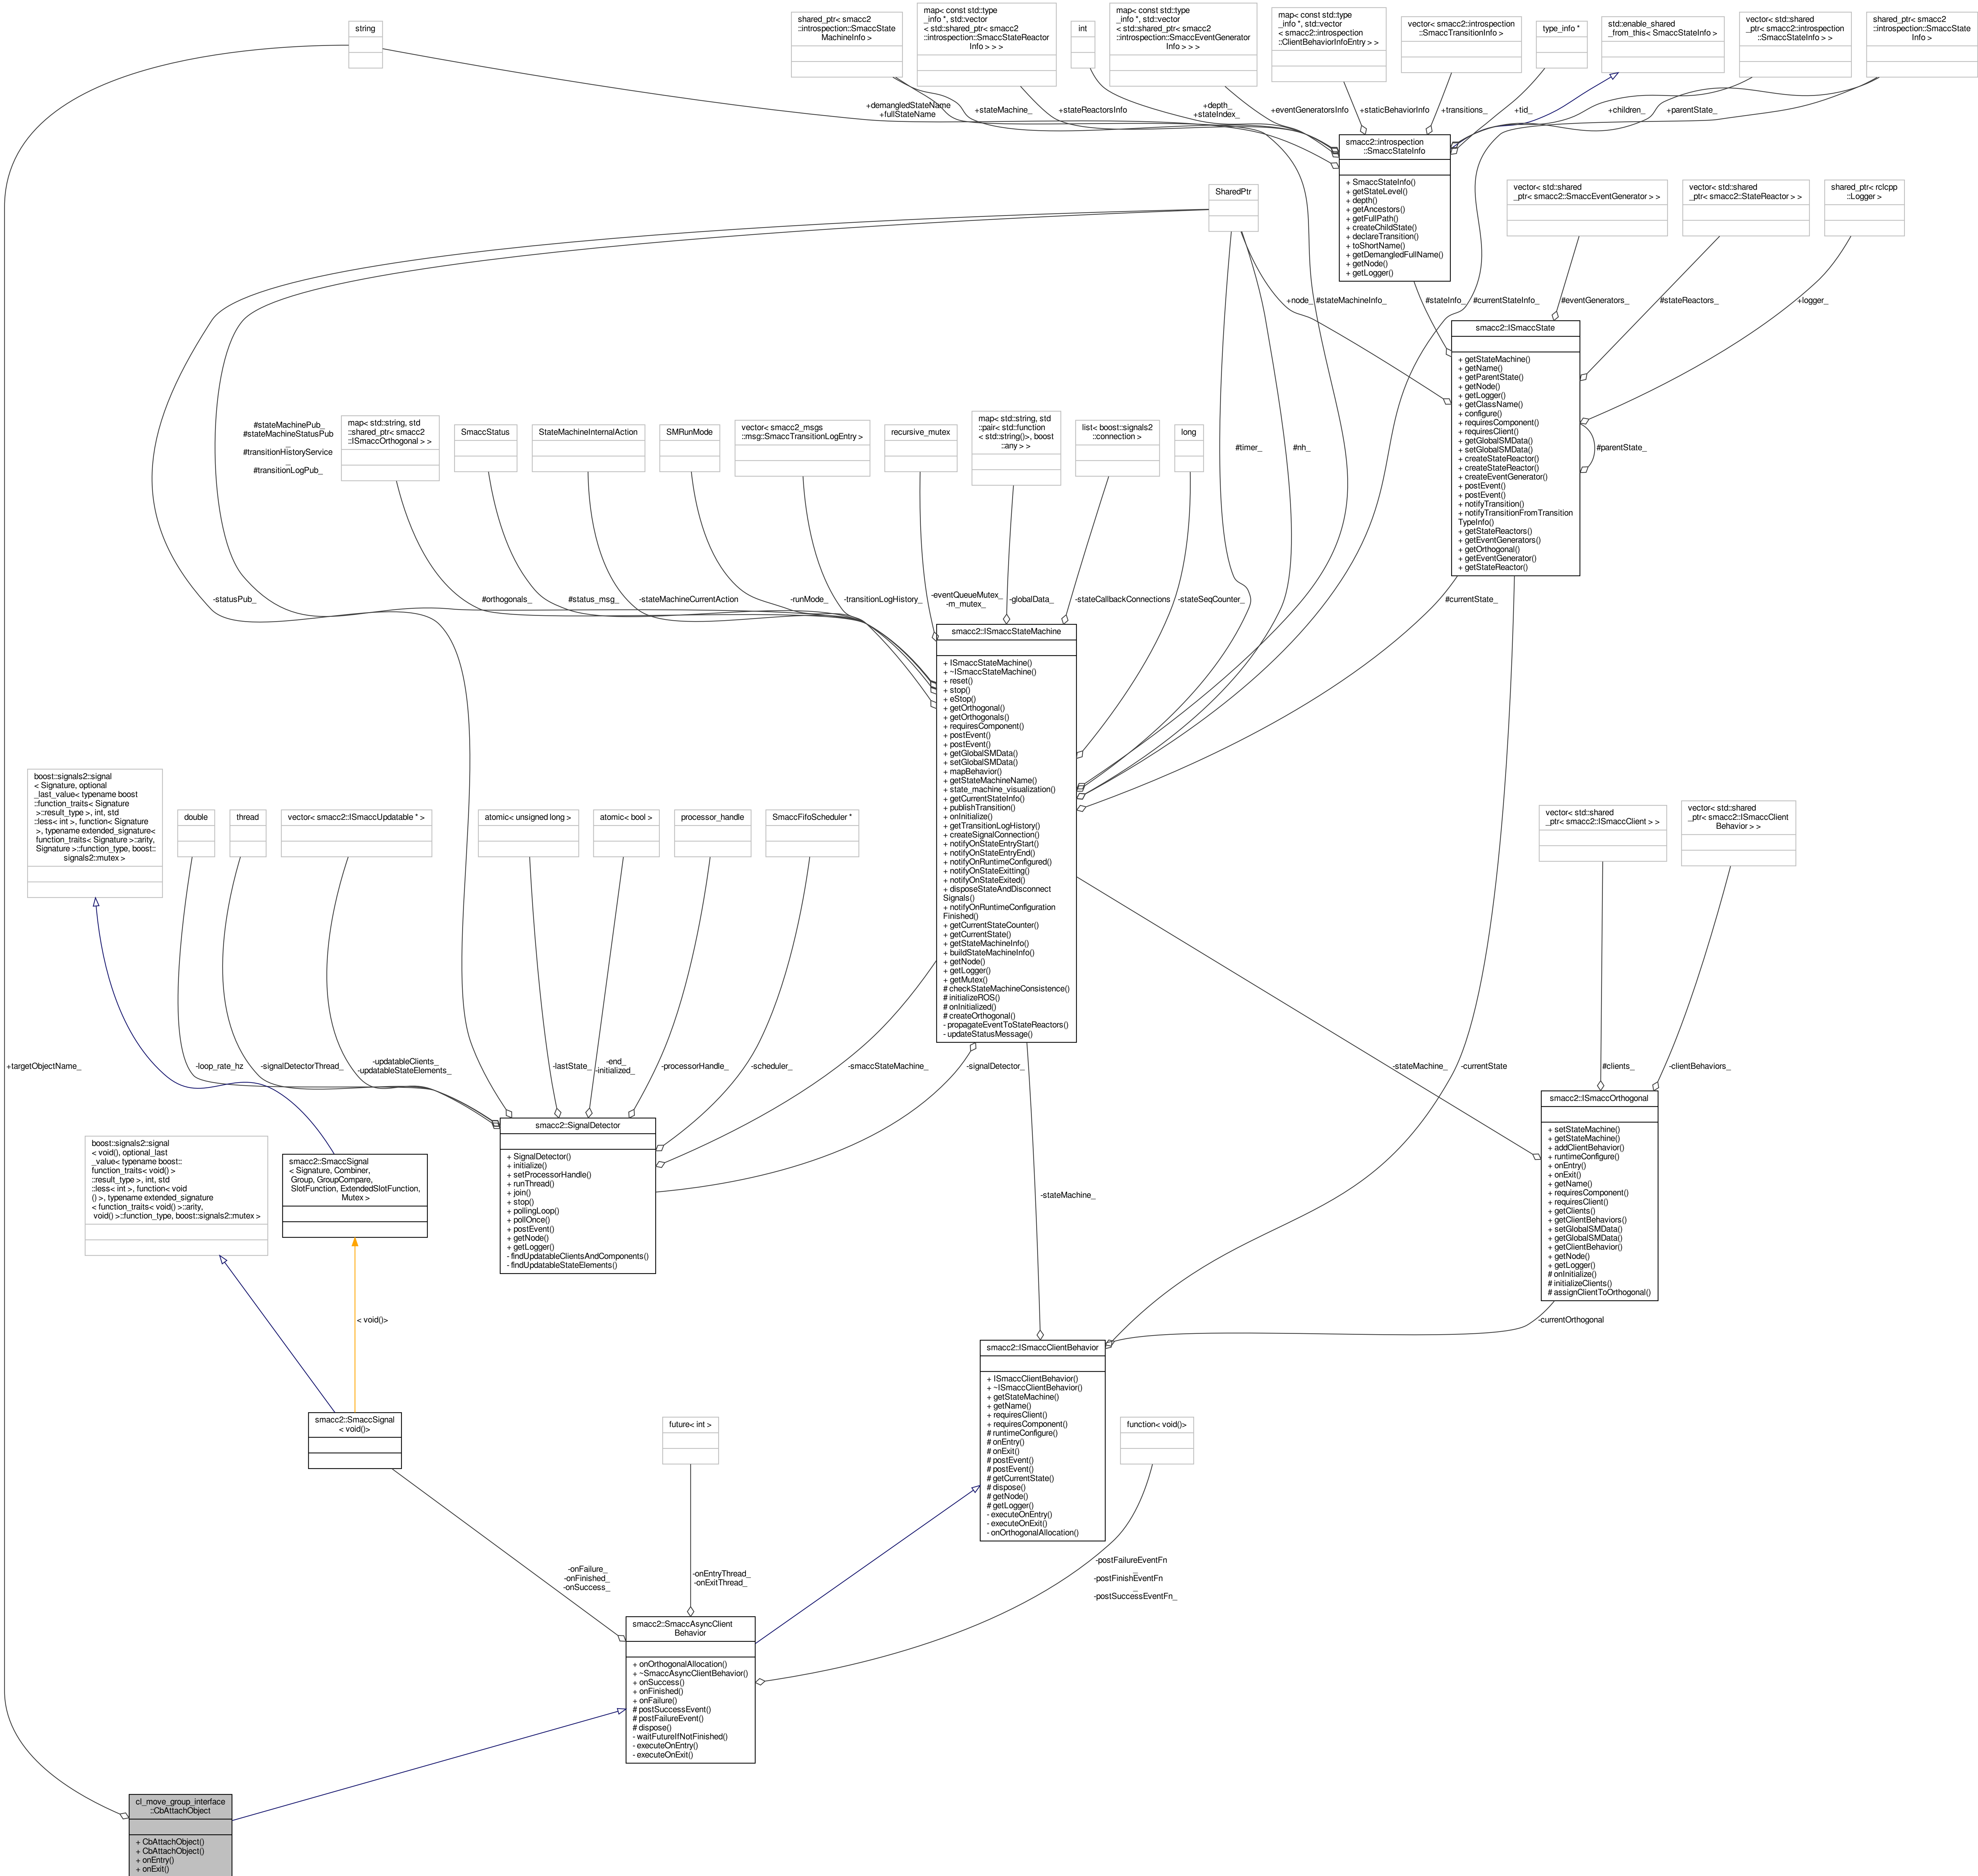 string
shared_ptr< smacc2
::introspection::SmaccState
MachineInfo >
map< const std::type
_info *, std::vector
< std::shared_ptr< smacc2
::introspection::SmaccStateReactor
Info > > >
int
map< const std::type
_info *, std::vector
< std::shared_ptr< smacc2
::introspection::SmaccEventGenerator
Info > > >
map< const std::type
_info *, std::vector
< smacc2::introspection
::ClientBehaviorInfoEntry > >
vector< smacc2::introspection
::SmaccTransitionInfo >
type_info *
std::enable_shared
_from_this< SmaccStateInfo >
vector< std::shared
_ptr< smacc2::introspection
::SmaccStateInfo > >
shared_ptr< smacc2
::introspection::SmaccState
Info >
+demangledStateName
+fullStateName
+stateMachine_
+stateReactorsInfo
+depth_
+stateIndex_
+eventGeneratorsInfo
+staticBehaviorInfo
+transitions_
+tid_
+children_
+parentState_
smacc2::introspection
::SmaccStateInfo
+ SmaccStateInfo()
+ getStateLevel()
+ depth()
+ getAncestors()
+ getFullPath()
+ createChildState()
+ declareTransition()
+ toShortName()
+ getDemangledFullName()
+ getNode()
+ getLogger()
SharedPtr
vector< std::shared
_ptr< smacc2::SmaccEventGenerator > >
vector< std::shared
_ptr< smacc2::StateReactor > >
shared_ptr< rclcpp
::Logger >
+node_
#stateMachineInfo_
#stateInfo_
#currentStateInfo_
#eventGenerators_
#stateReactors_
+logger_
smacc2::ISmaccState
+ getStateMachine()
+ getName()
+ getParentState()
+ getNode()
+ getLogger()
+ getClassName()
+ configure()
+ requiresComponent()
+ requiresClient()
+ getGlobalSMData()
+ setGlobalSMData()
+ createStateReactor()
+ createStateReactor()
+ createEventGenerator()
+ postEvent()
+ postEvent()
+ notifyTransition()
+ notifyTransitionFromTransition
TypeInfo()
+ getStateReactors()
+ getEventGenerators()
+ getOrthogonal()
+ getEventGenerator()
+ getStateReactor()
#parentState_
#stateMachinePub_
#stateMachineStatusPub
_
#transitionHistoryService
_
#transitionLogPub_
map< std::string, std
::shared_ptr< smacc2
::ISmaccOrthogonal > >
SmaccStatus
StateMachineInternalAction
SMRunMode
vector< smacc2_msgs
::msg::SmaccTransitionLogEntry >
recursive_mutex
map< std::string, std
::pair< std::function
< std::string()>, boost
::any > >
list< boost::signals2
::connection >
long
#timer_
#nh_
-statusPub_
#orthogonals_
#status_msg_
-stateMachineCurrentAction
-runMode_
-transitionLogHistory_
-eventQueueMutex_
-m_mutex_
-globalData_
-stateCallbackConnections
-stateSeqCounter_
#currentState_
smacc2::ISmaccStateMachine
+ ISmaccStateMachine()
+ ~ISmaccStateMachine()
+ reset()
+ stop()
+ eStop()
+ getOrthogonal()
+ getOrthogonals()
+ requiresComponent()
+ postEvent()
+ postEvent()
+ getGlobalSMData()
+ setGlobalSMData()
+ mapBehavior()
+ getStateMachineName()
+ state_machine_visualization()
+ getCurrentStateInfo()
+ publishTransition()
+ onInitialize()
+ getTransitionLogHistory()
+ createSignalConnection()
+ notifyOnStateEntryStart()
+ notifyOnStateEntryEnd()
+ notifyOnRuntimeConfigured()
+ notifyOnStateExitting()
+ notifyOnStateExited()
+ disposeStateAndDisconnect
Signals()
+ notifyOnRuntimeConfiguration
Finished()
+ getCurrentStateCounter()
+ getCurrentState()
+ getStateMachineInfo()
+ buildStateMachineInfo()
+ getNode()
+ getLogger()
+ getMutex()
# checkStateMachineConsistence()
# initializeROS()
# onInitialized()
# createOrthogonal()
- propagateEventToStateReactors()
- updateStatusMessage()
boost::signals2::signal
< Signature, optional
_last_value< typename boost
::function_traits< Signature
>::result_type >, int, std
::less< int >, function< Signature
>, typename extended_signature<
function_traits< Signature >::arity,
Signature >::function_type, boost::
signals2::mutex >
double
thread
vector< smacc2::ISmaccUpdatable * >
atomic< unsigned long >
atomic< bool >
processor_handle
SmaccFifoScheduler *
vector< std::shared
_ptr< smacc2::ISmaccClient > >
vector< std::shared
_ptr< smacc2::ISmaccClient
Behavior > >
+targetObjectName_
-loop_rate_hz
-signalDetectorThread_
-updatableClients_
-updatableStateElements_
-lastState_
-end_
-initialized_
-processorHandle_
-scheduler_
-smaccStateMachine_
-signalDetector_
-stateMachine_
-currentState
#clients_
-clientBehaviors_
smacc2::SignalDetector
+ SignalDetector()
+ initialize()
+ setProcessorHandle()
+ runThread()
+ join()
+ stop()
+ pollingLoop()
+ pollOnce()
+ postEvent()
+ getNode()
+ getLogger()
- findUpdatableClientsAndComponents()
- findUpdatableStateElements()
smacc2::ISmaccOrthogonal
+ setStateMachine()
+ getStateMachine()
+ addClientBehavior()
+ runtimeConfigure()
+ onEntry()
+ onExit()
+ getName()
+ requiresComponent()
+ requiresClient()
+ getClients()
+ getClientBehaviors()
+ setGlobalSMData()
+ getGlobalSMData()
+ getClientBehavior()
+ getNode()
+ getLogger()
# onInitialize()
# initializeClients()
# assignClientToOrthogonal()
boost::signals2::signal
< void(), optional_last
_value< typename boost::
function_traits< void() >
::result_type >, int, std
::less< int >, function< void
() >, typename extended_signature
< function_traits< void() >::arity,
void() >::function_type, boost::signals2::mutex >
smacc2::SmaccSignal
< Signature, Combiner,
Group, GroupCompare,
SlotFunction, ExtendedSlotFunction,
Mutex >
-stateMachine_
< void()>
-currentOrthogonal
smacc2::ISmaccClientBehavior
+ ISmaccClientBehavior()
+ ~ISmaccClientBehavior()
+ getStateMachine()
+ getName()
+ requiresClient()
+ requiresComponent()
# runtimeConfigure()
# onEntry()
# onExit()
# postEvent()
# postEvent()
# getCurrentState()
# dispose()
# getNode()
# getLogger()
- executeOnEntry()
- executeOnExit()
- onOrthogonalAllocation()
smacc2::SmaccSignal
< void()>
future< int >
function< void()>
-onFailure_
-onFinished_
-onSuccess_
-onEntryThread_
-onExitThread_
-postFailureEventFn
_
-postFinishEventFn
_
-postSuccessEventFn_
smacc2::SmaccAsyncClient
Behavior
+ onOrthogonalAllocation()
+ ~SmaccAsyncClientBehavior()
+ onSuccess()
+ onFinished()
+ onFailure()
# postSuccessEvent()
# postFailureEvent()
# dispose()
- waitFutureIfNotFinished()
- executeOnEntry()
- executeOnExit()
cl_move_group_interface
::CbAttachObject
+ CbAttachObject()
+ CbAttachObject()
+ onEntry()
+ onExit()